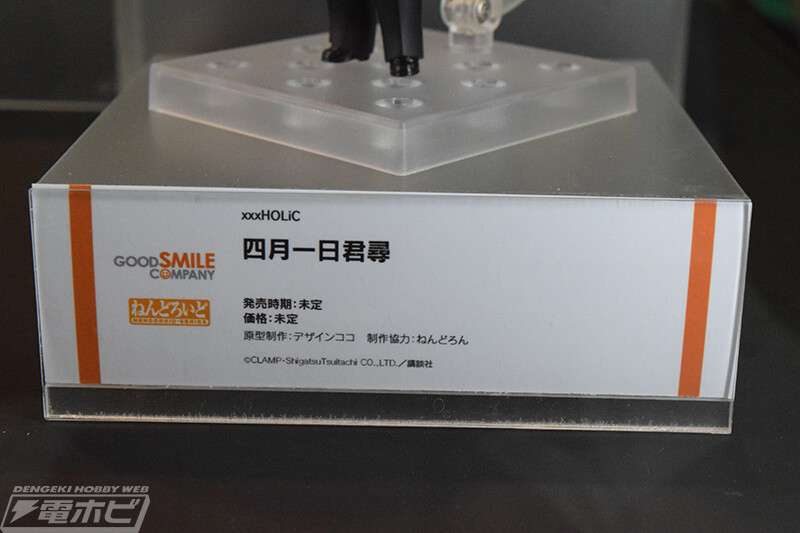 xxxHOLiC
四月一日君尋
GOODSMILE
COMPANY
ねんどろいど
NENDOROID-SERIES
発売時期：未定
価格：未定
原型制作：デザインココ　制作協力：ねんどろん
©CLAMP・ShigatsuTsuitachi CO.,LTD.／講談社
DENGEKI HOBBY WEB
電ホビ